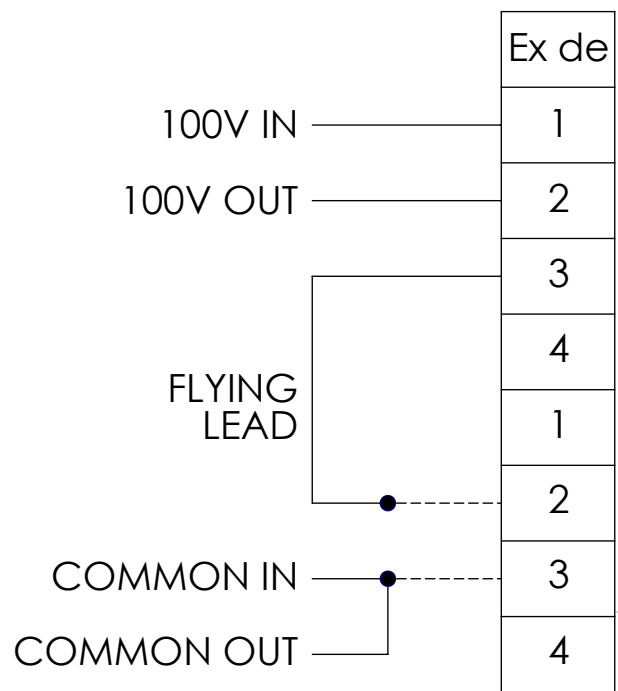 Ex de
100V IN
1
100V OUT
2
3
4
FLYING
LEAD
1
2
COMMON IN
3
COMMON OUT
4